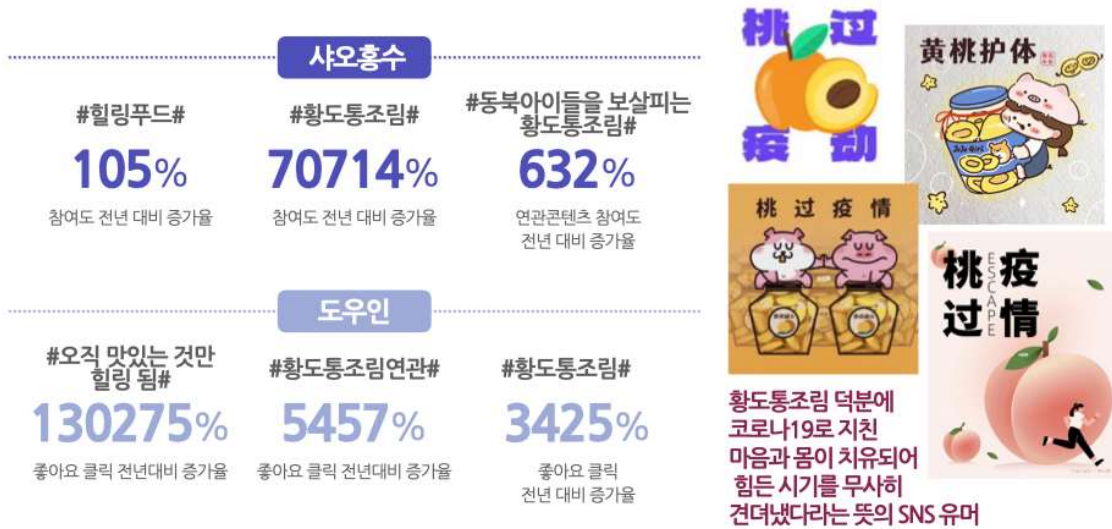 샤오홍수
#힐링푸드#
105%
참여도 전년 대비 증가율
#황도통조림#
70714%
참여도 전년 대비 증가율
#동북아이들을 보살피는
황도통조림#
632%
연관콘텐츠 참여도
전년 대비 증가율
도우인
#오직 맛있는 것만
힐링 됨#
130275%
좋아요 클릭 전년대비 증가율
#황도통조림연관#
5457%
좋아요 클릭 전년대비 증가율
#황도통조림#
3425%
좋아요 클릭
전년 대비 증가율
桃过
疫劫
黄桃护体
桃过疫情
桃疫
过情
ESCAPE
황도통조림 덕분에
코로나19로 지친
마음과 몸이 치유되어
힘든 시기를 무사히
견뎌냈다라는 뜻의 SNS 유머